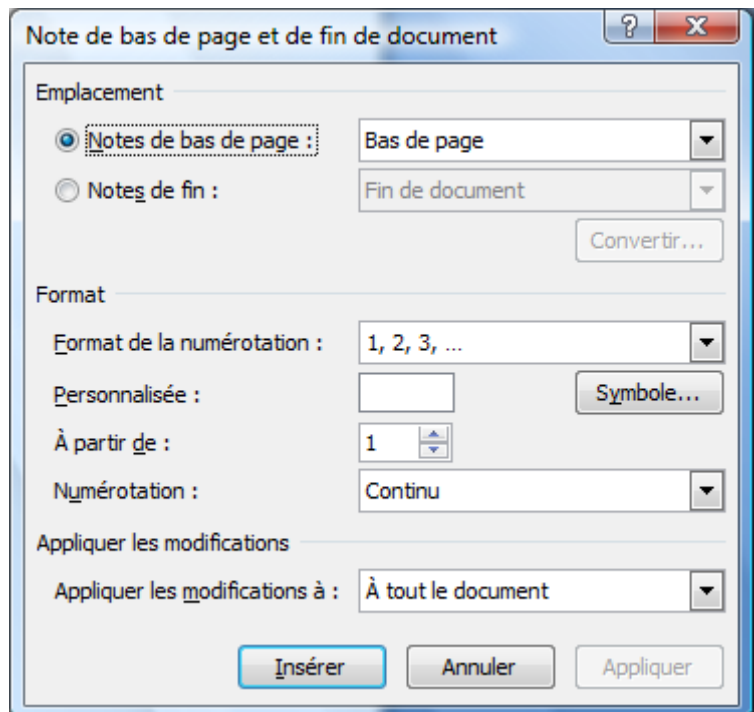 Note de bas de page et de fin de document
Emplacement
Notes de bas de page : Bas de page
Notes de fin : Fin de document
Convertir...
Format
Format de la numérotation : 1, 2, 3, ...
Personnalisée : Symbole...
À partir de : 1
Numérotation : Continu
Appliquer les modifications
Appliquer les modifications à : À tout le document
Insérer Annuler Appliquer